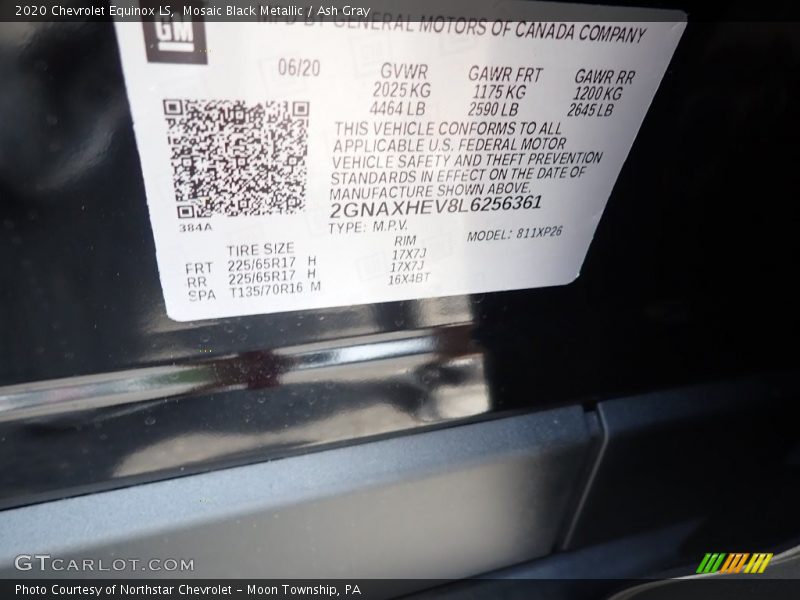 2020 Chevrolet Equinox LS, Mosaic Black Metallic / Ash Gray
GM
MFD BY GENERAL MOTORS OF CANADA COMPANY
06/20
GVWR
2025 KG
4464 LB
GAWR FRT
1175 KG
2590 LB
GAWR RR
1200 KG
2645 LB
THIS VEHICLE CONFORMS TO ALL
APPLICABLE U.S. FEDERAL MOTOR
VEHICLE SAFETY AND THEFT PREVENTION
STANDARDS IN EFFECT ON THE DATE OF
MANUFACTURE SHOWN ABOVE.
2GNAXHEV8L6256361
384A
TYPE: M.P.V.
MODEL: 811XP26
TIRE SIZE
RIM
FRT 225/65R17 H 17X7J
RR 225/65R17 H 17X7J
SPA T135/70R16 M 16X4BT
GTCARLOT.COM
Photo Courtesy of Northstar Chevrolet - Moon Township, PA